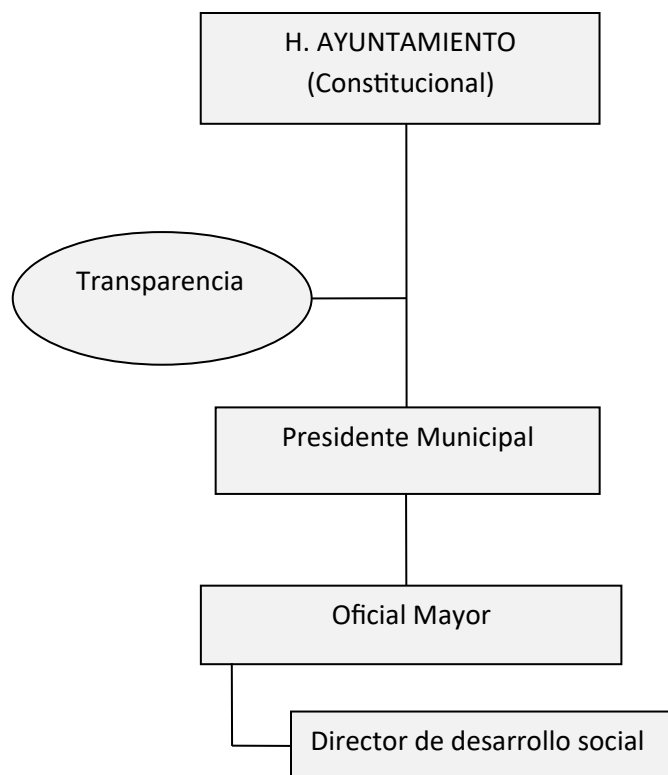 H. AYUNTAMIENTO
(Constitucional)
Transparencia
Presidente Municipal
Oficial Mayor
Director de desarrollo social